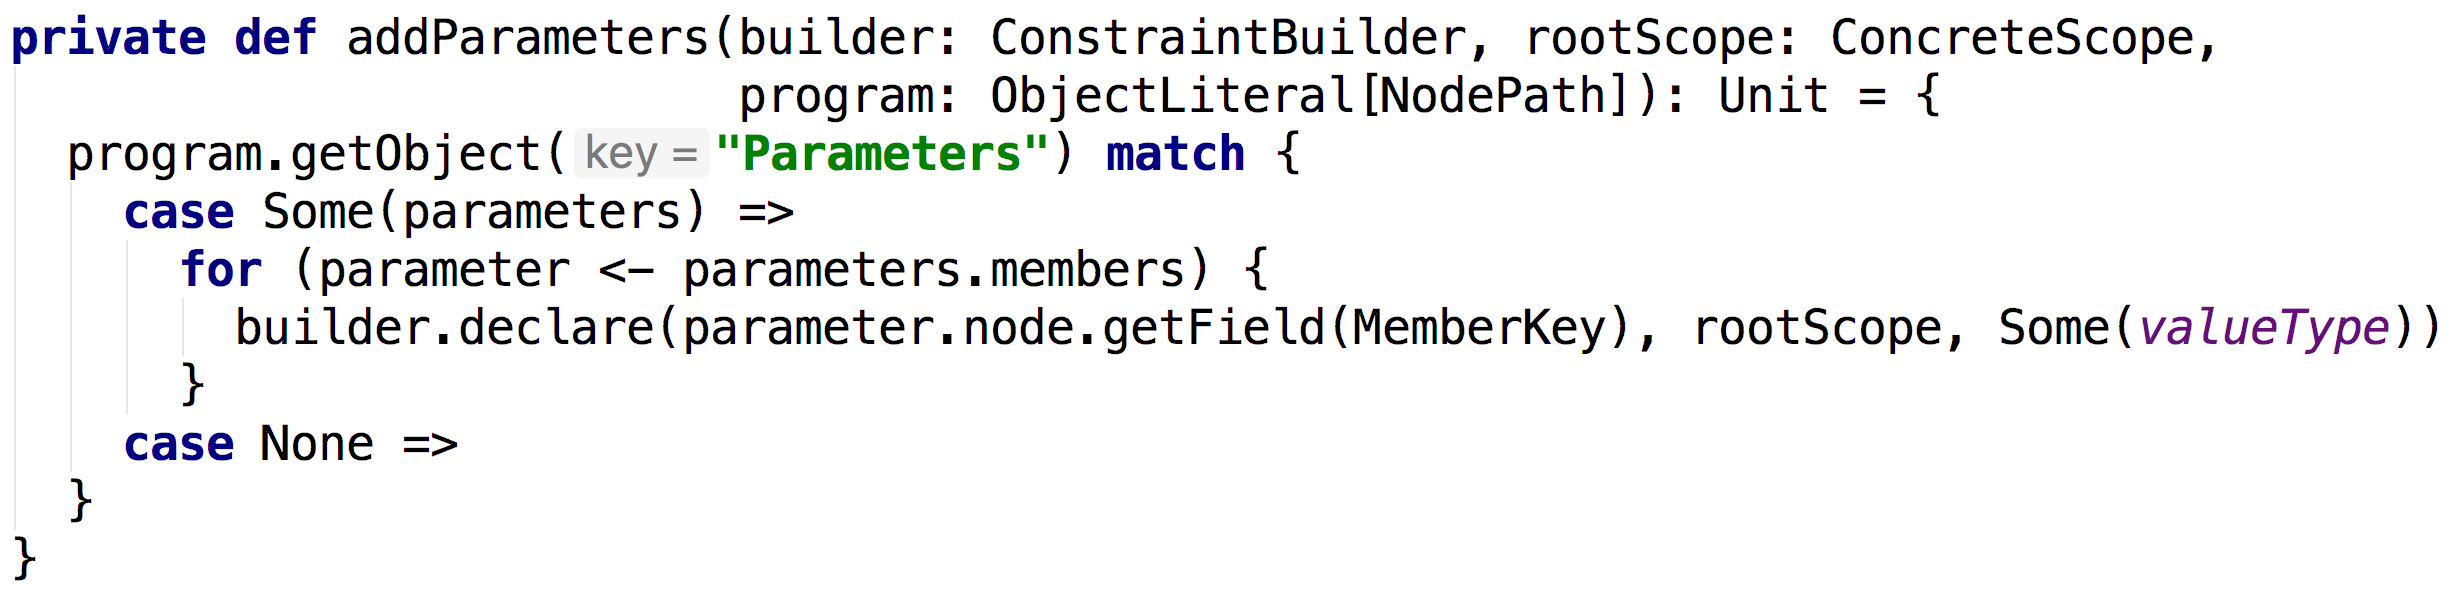 private def addParameters(builder: ConstraintBuilder, rootScope: ConcreteScope,
                          program: ObjectLiteral[NodePath]): Unit = {
  program.getObject( key = "Parameters") match {
    case Some(parameters) =>
      for (parameter <- parameters.members) {
        builder.declare(parameter.node.getField(MemberKey), rootScope, Some(valueType))
      }
    case None =>
  }
}